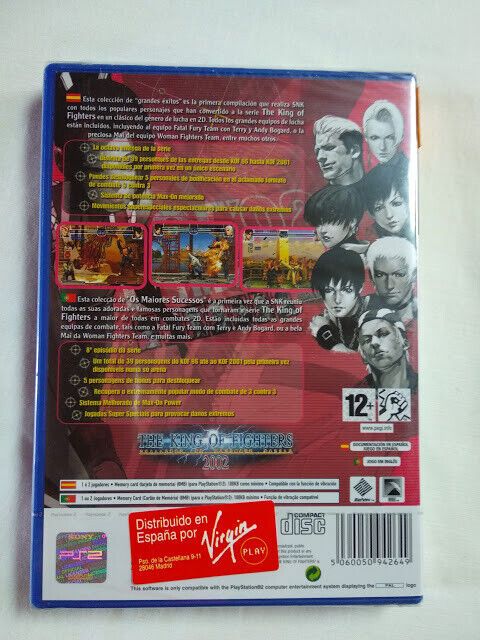 Esta colección de "grandes éxitos" es la primera compilación que realiza SNK
con todos los populares personajes que han convertido a la serie The King of
Fighters en un clásico del género de lucha en 2D. Todos los grandes equipos de lucha
están incluidos, incluyendo al equipo Fatal Fury Team con Terry y Andy Bogard, o la
preciosa Mai del equipo Woman Fighters Team, entre muchos otros.
La octava entrega de la serie
Disfruta de 39 personajes de las entregas desde KOF 96 hasta KOF 2001
disponibles por primera vez en un único escenario
Puedes desbloquear 5 personajes de bonificación en el aclamado formato
de combate 3 contra 3
Sistema de potencia Max-On mejorado
Movimientos superespeciales espectaculares para causar daños extremos
Esta colecção de "Os Maiores Sucessos" é a primeira vez que a SNK reuniu
todas as suas adoradas e famosas personagens que tornaram a série The King of
Fighters a maior de todas em combates 2D. Estão incluídas todas as grandes
equipas de combate, tais como a Fatal Fury Team com Terry e Andy Bogard, ou a bela
Mai da Woman Fighters Team, e muitas mais.
8º episódio da serie
Um total de 39 personagens do KOF 96 até ao KOF 2001 pela primeira vez
disponíveis numa só arena
5 personagens de bónus para desbloquear
Recupera o extremamente popular modo de combate de 3 contra 3
Sistema Melhorado de Max-On Power
Jogadas Super Speciais para provocar danos extremos
12+
www.pegi.info
THE KING OF FIGHTERS
2002
DOCUMENTACIÓN EN ESPAÑOL
JUEGO EN ESPAÑOL
JOGO EM INGLÊS
1 a 2 jugadores • Memory card (tarjeta de memoria) (8MB) (para PlayStation®2): 100KB como mínimo • Compatible con la función de vibración
1 ou 2 jogadores • Memory Card (Cartão de Memória) (8MB) (para PlayStation®2): 100KB mínimo • Função de vibração compatível
SONY
PS2
Distribuido en
España por
Virgin
PLAY
Pso. de la Castellana 9-11
28046 Madrid
COMPACT
disc
5 060050 942649
This software is only compatible with the PlayStation®2 computer entertainment system displaying the PAL logo